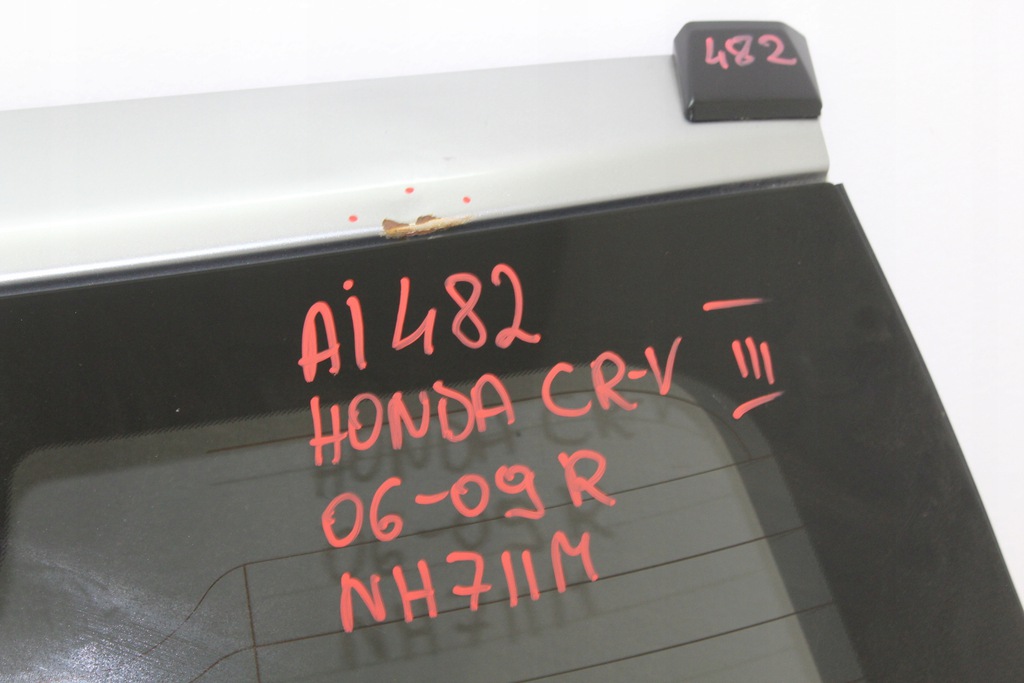 482
Ai 482
HONDA CR-V III
06-09 R
NH711M